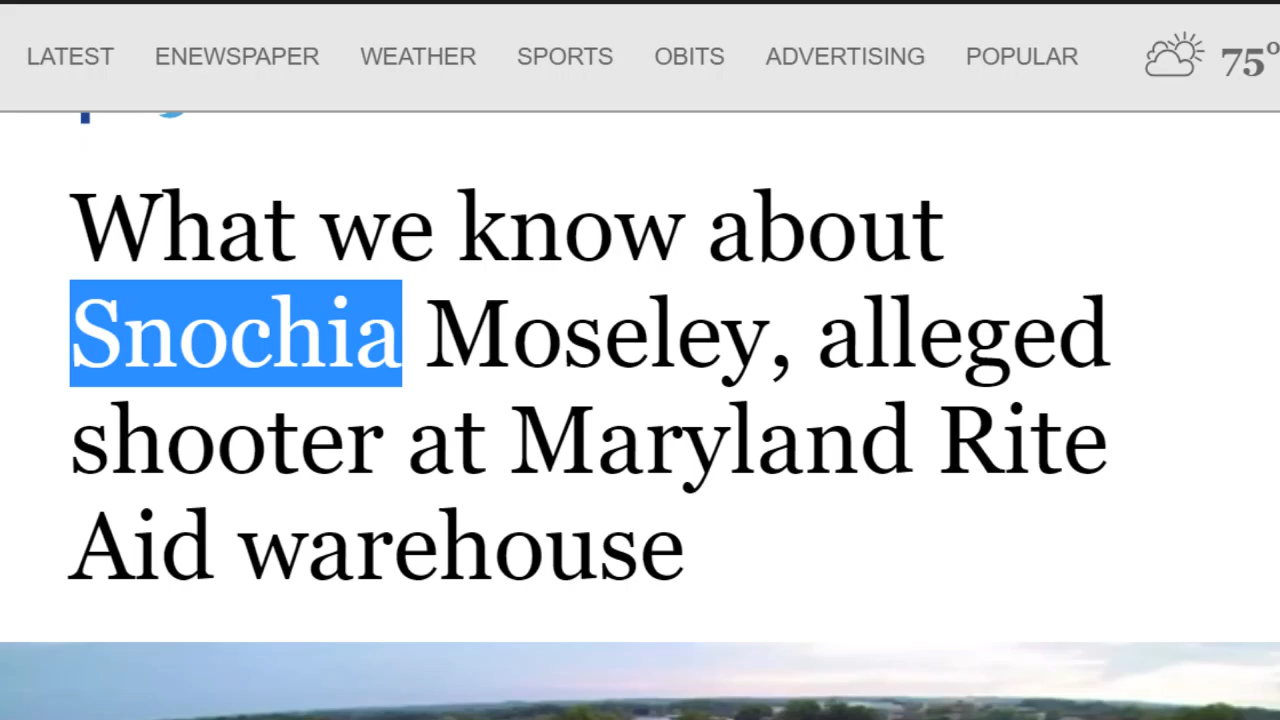 LATEST ENEWSPAPER WEATHER SPORTS OBITS ADVERTISING POPULAR 75°
What we know about
Snochia Moseley, alleged
shooter at Maryland Rite
Aid warehouse